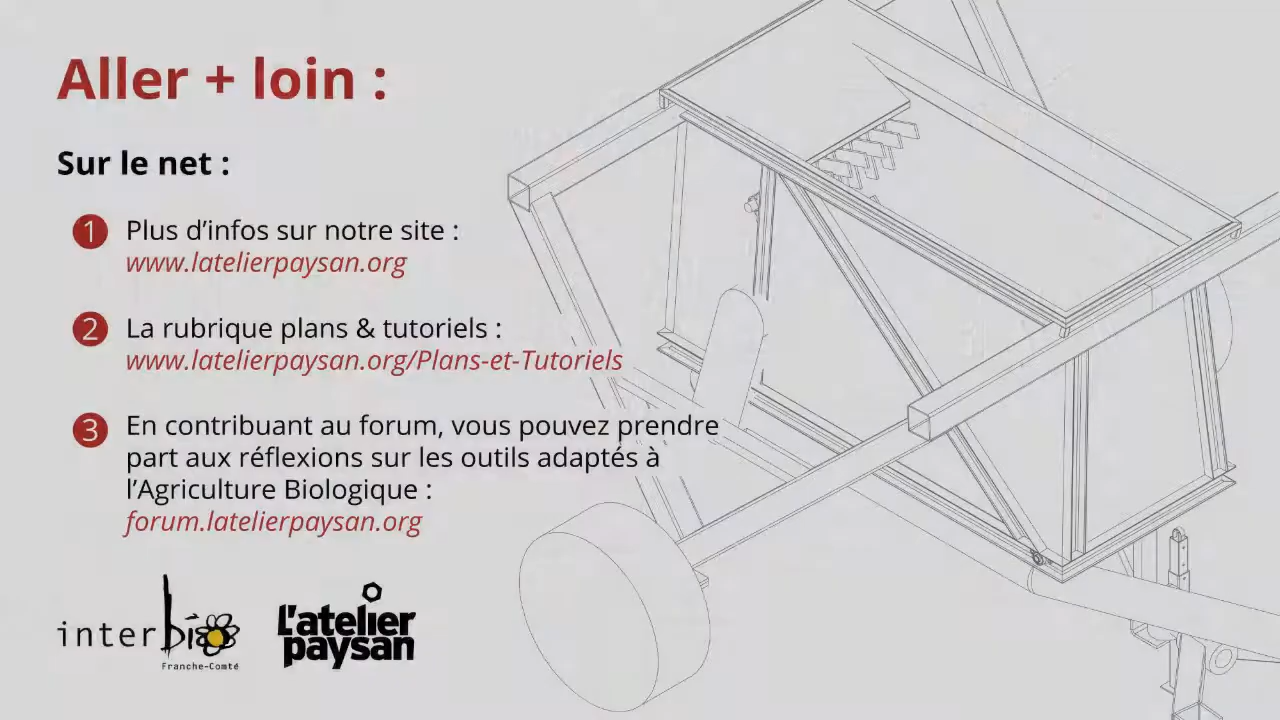 Aller + loin :
Sur le net :
1 Plus d’infos sur notre site :
www.latelierpaysan.org
2 La rubrique plans & tutoriels :
www.latelierpaysan.org/Plans-et-Tutoriels
3 En contribuant au forum, vous pouvez prendre
part aux réflexions sur les outils adaptés à
l’Agriculture Biologique :
forum.latelierpaysan.org
interbio
Franche-Comté
L'atelier
paysan